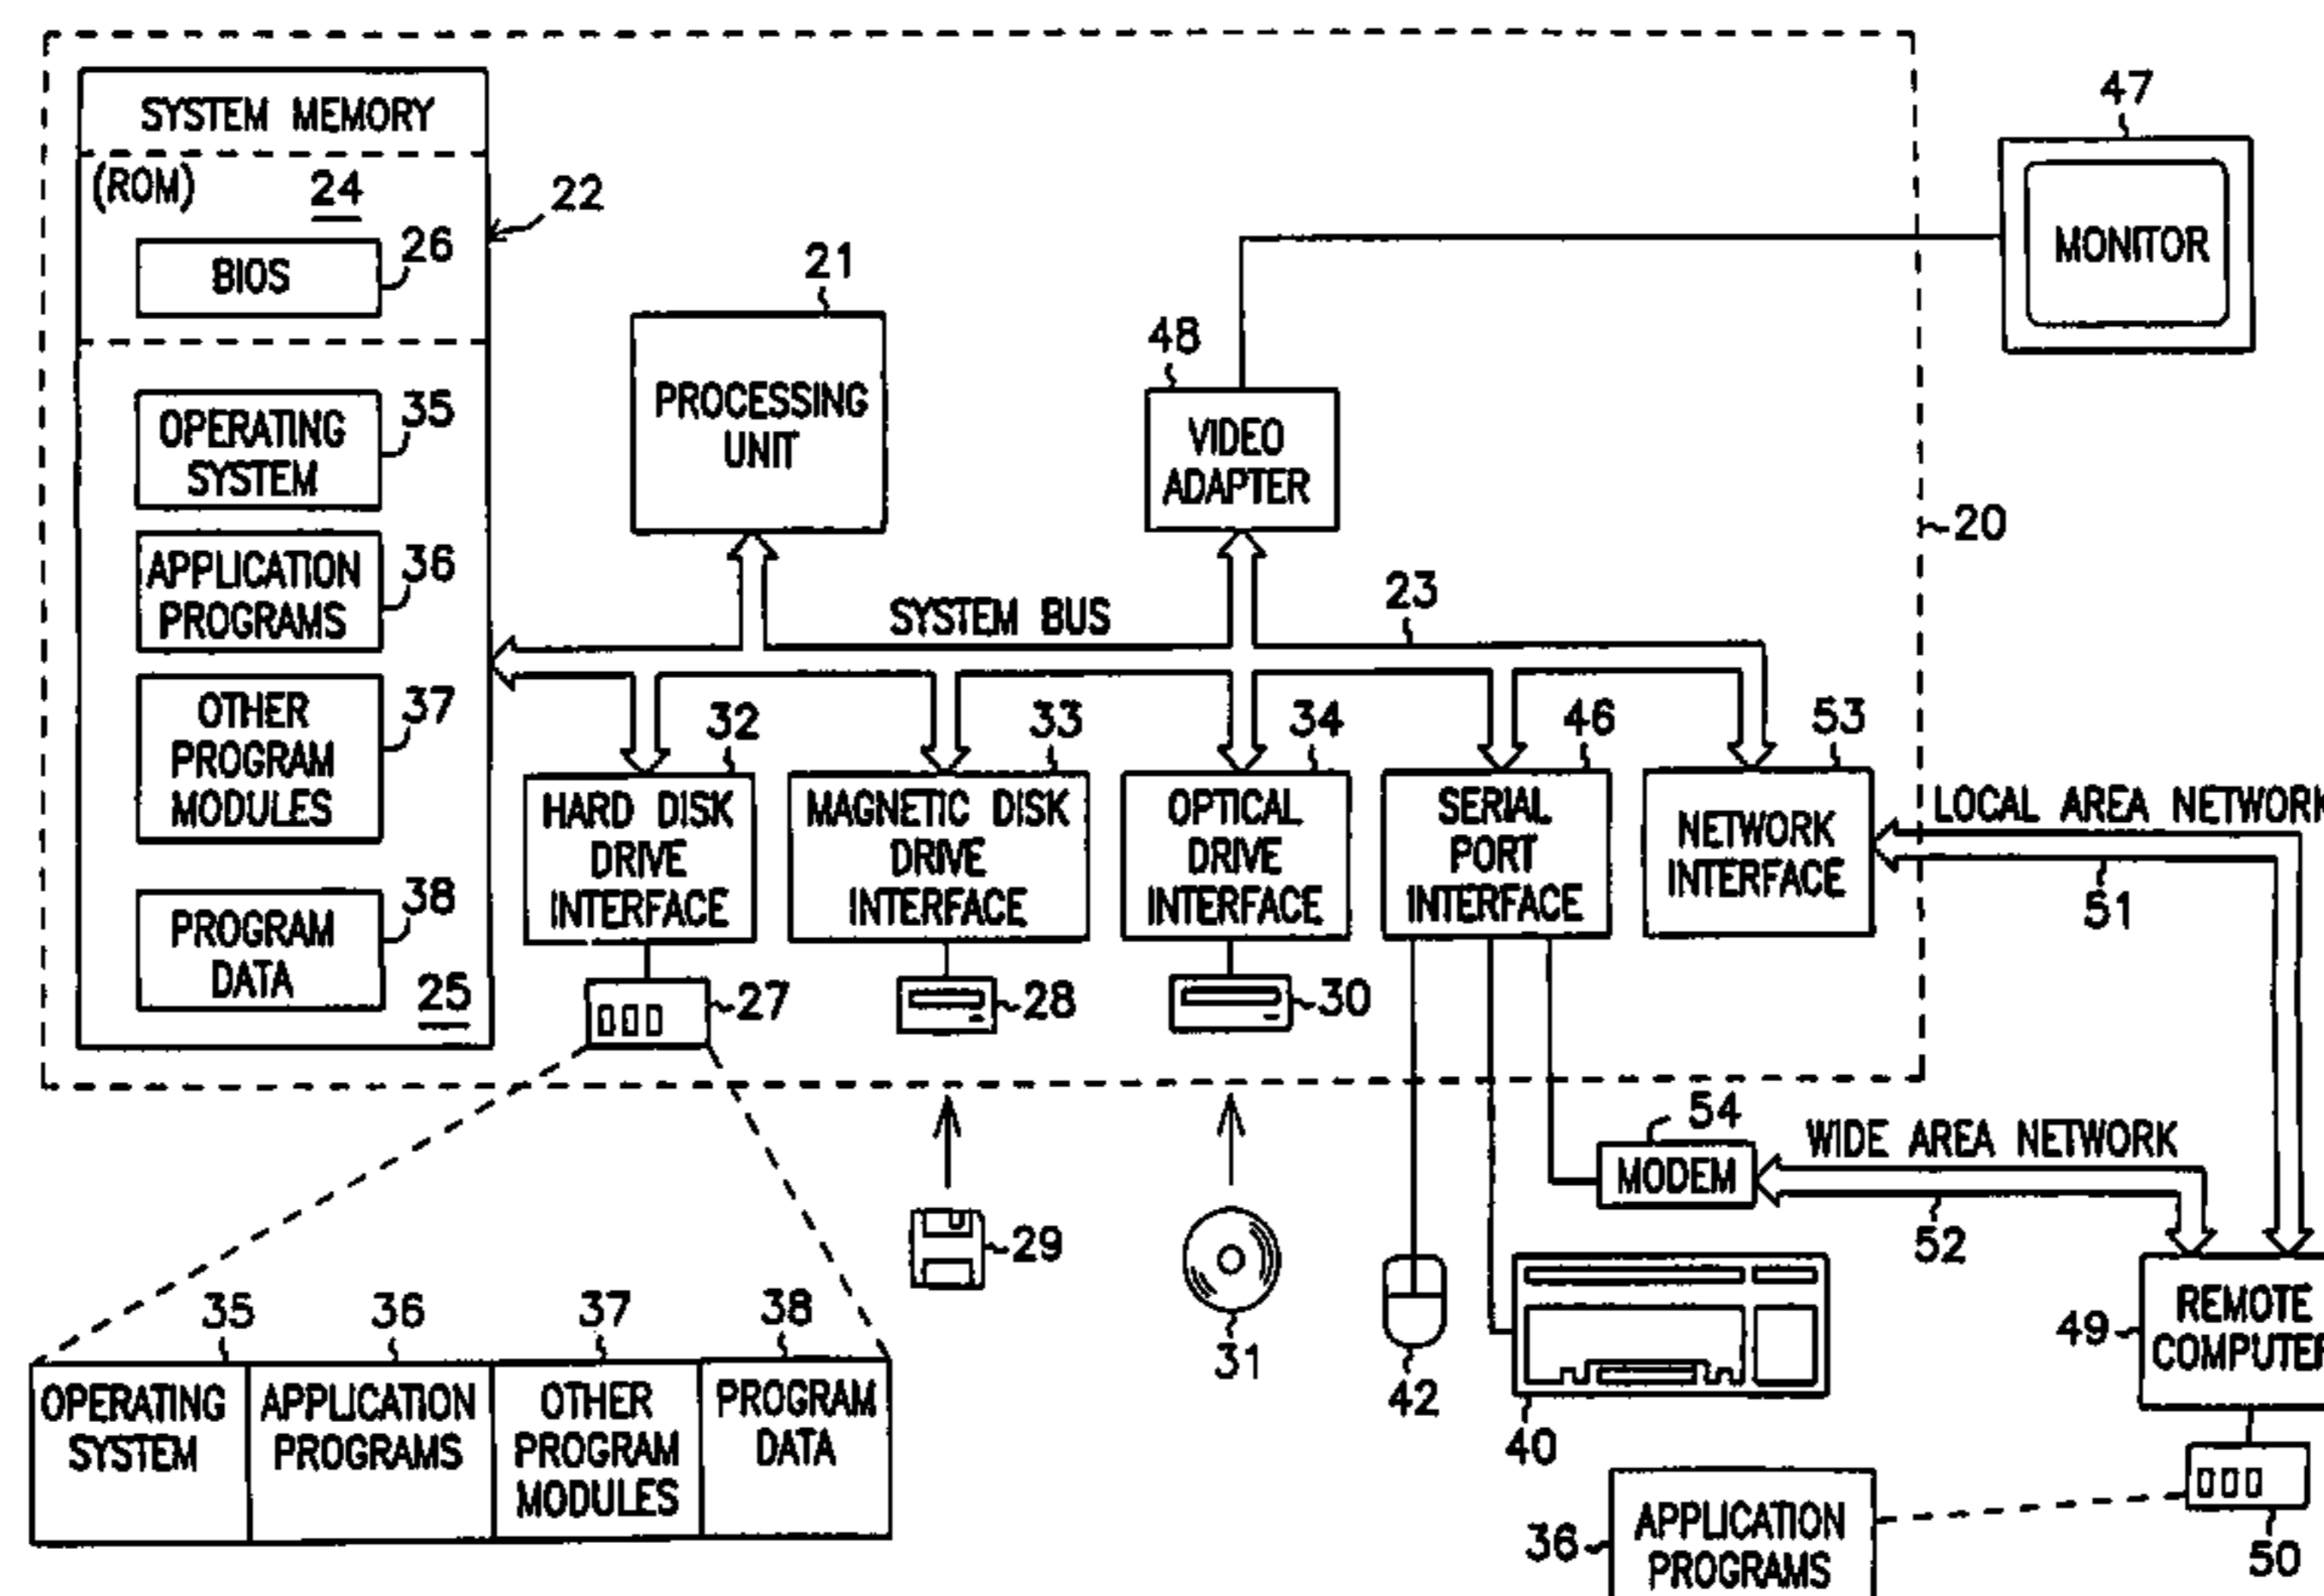 SYSTEM MEMORY
(ROM) 24
22
BIOS
26
OPERATING
SYSTEM
35
APPLICATION
PROGRAMS
36
OTHER
PROGRAM
MODULES
37
PROGRAM
DATA
38
25
21
PROCESSING
UNIT
48
VIDEO
ADAPTER
47
MONITOR
20
SYSTEM BUS
23
32
HARD DISK
DRIVE
INTERFACE
33
MAGNETIC DISK
DRIVE
INTERFACE
34
OPTICAL
DRIVE
INTERFACE
46
SERIAL
PORT
INTERFACE
53
NETWORK
INTERFACE
LOCAL AREA NETWORK
51
27
28
30
54
MODEM
WIDE AREA NETWORK
52
29
31
42
40
49
REMOTE
COMPUTER
50
35
OPERATING
SYSTEM
36
APPLICATION
PROGRAMS
37
OTHER
PROGRAM
MODULES
38
PROGRAM
DATA
36
APPLICATION
PROGRAMS